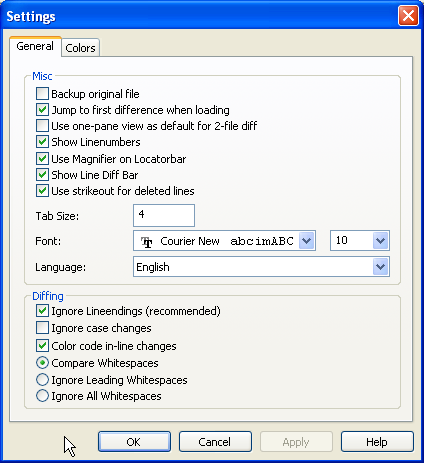 Settings
General Colors
Misc
Backup original file
Jump to first difference when loading
Use one-pane view as default for 2-file diff
Show Linenumbers
Use Magnifier on Locatorbar
Show Line Diff Bar
Use strikeout for deleted lines
Tab Size: 4
Font: Courier New abcimABC 10
Language: English
Diffing
Ignore Lineendings (recommended)
Ignore case changes
Color code in-line changes
Compare Whitespaces
Ignore Leading Whitespaces
Ignore All Whitespaces
OK Cancel Apply Help